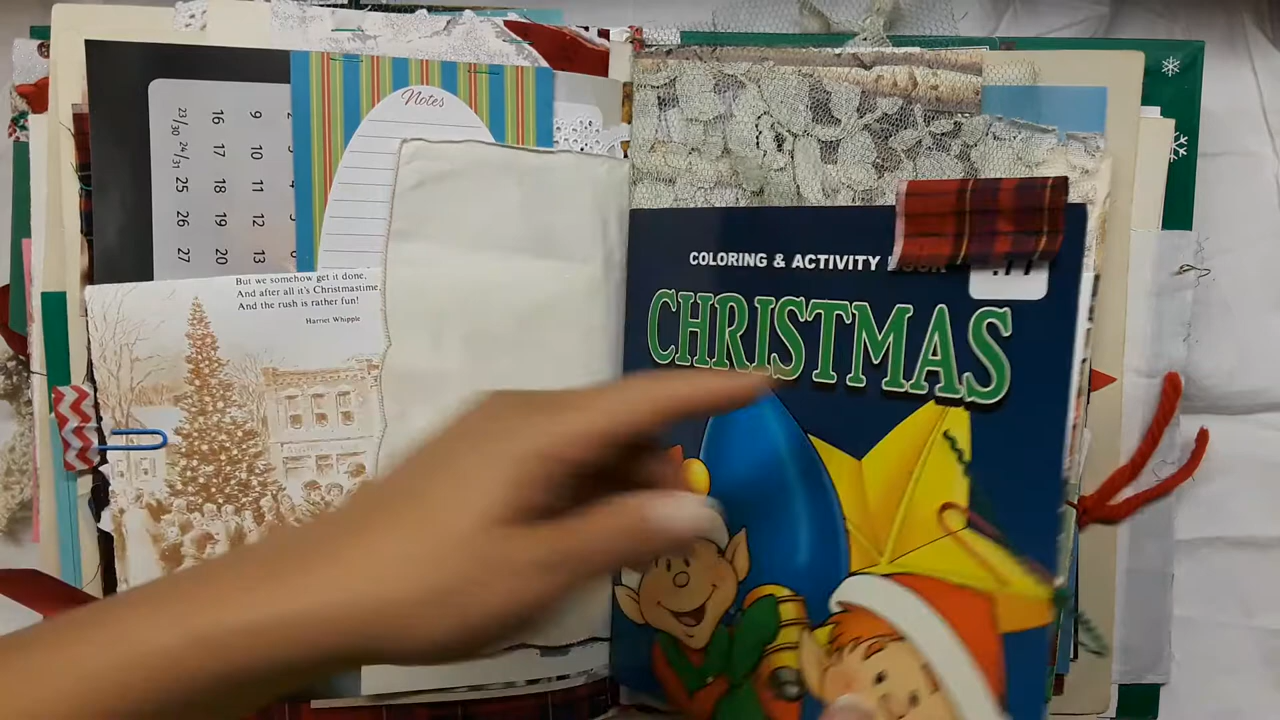 23/30 24/31 25 26 27
16 17 18 19 20
9 10 11 12 13
Notes
But we somehow get it done,
And after all it's Christmastime,
And the rush is rather fun!
Harriet Whipple
COLORING & ACTIVITY
CHRISTMAS